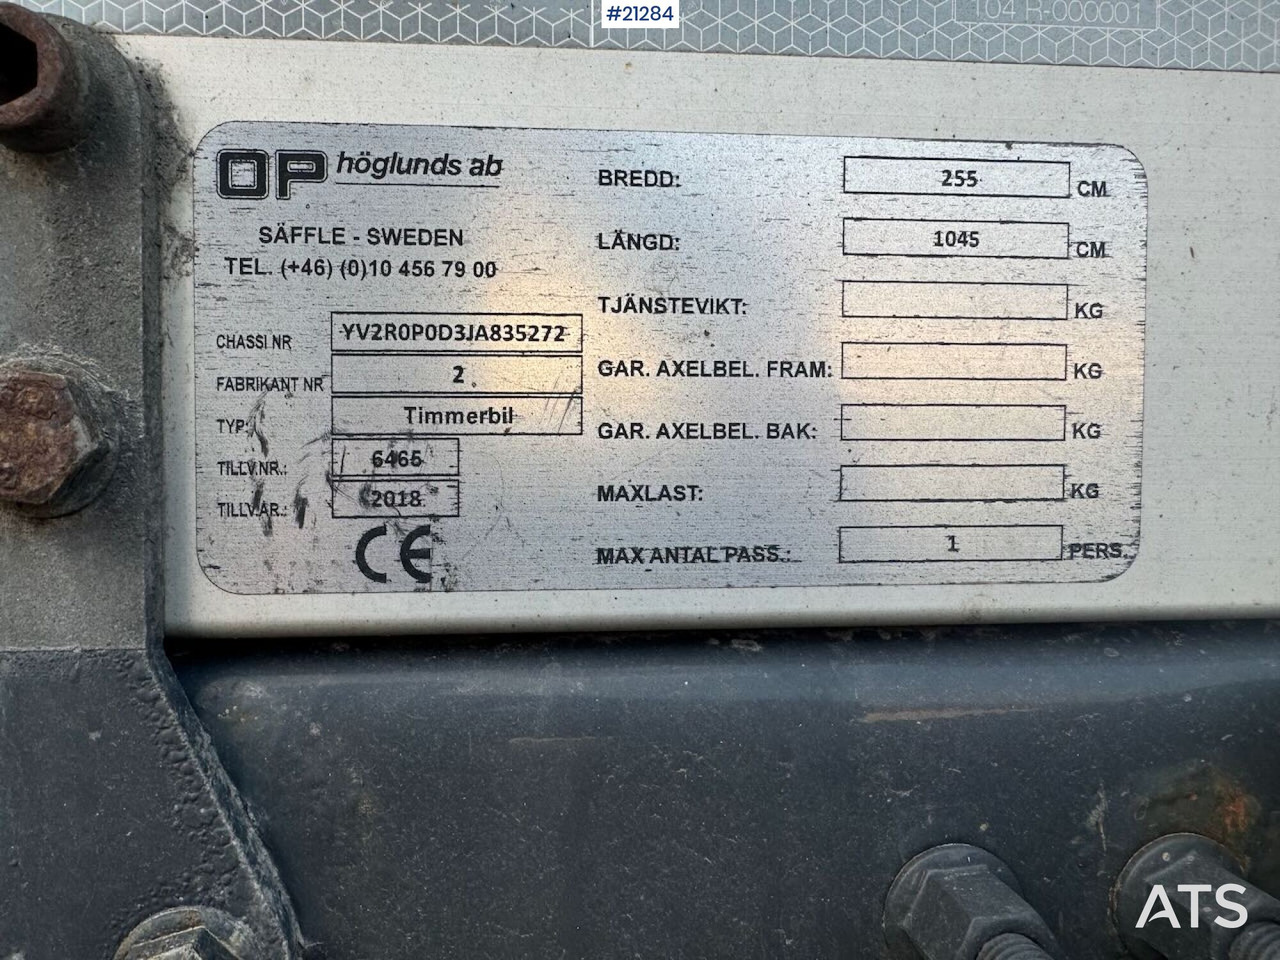 #21284
OP höglunds ab
SÄFFLE - SWEDEN
TEL. (+46) (0)10 456 79 00
CHASSI NR YV2R0P0D3JA835272
FABRIKANT NR 2
TYP: Timmerbil
TILLV.NR.: 6465
TILLV.ÅR.: 2018
CE
BREDD: 255 CM
LÄNGD: 1045 CM
TJÄNSTEVIKT: KG
GAR. AXELBEL. FRAM: KG
GAR. AXELBEL. BAK: KG
MAXLAST: KG
MAX ANTAL PASS.: 1 PERS.
ATS